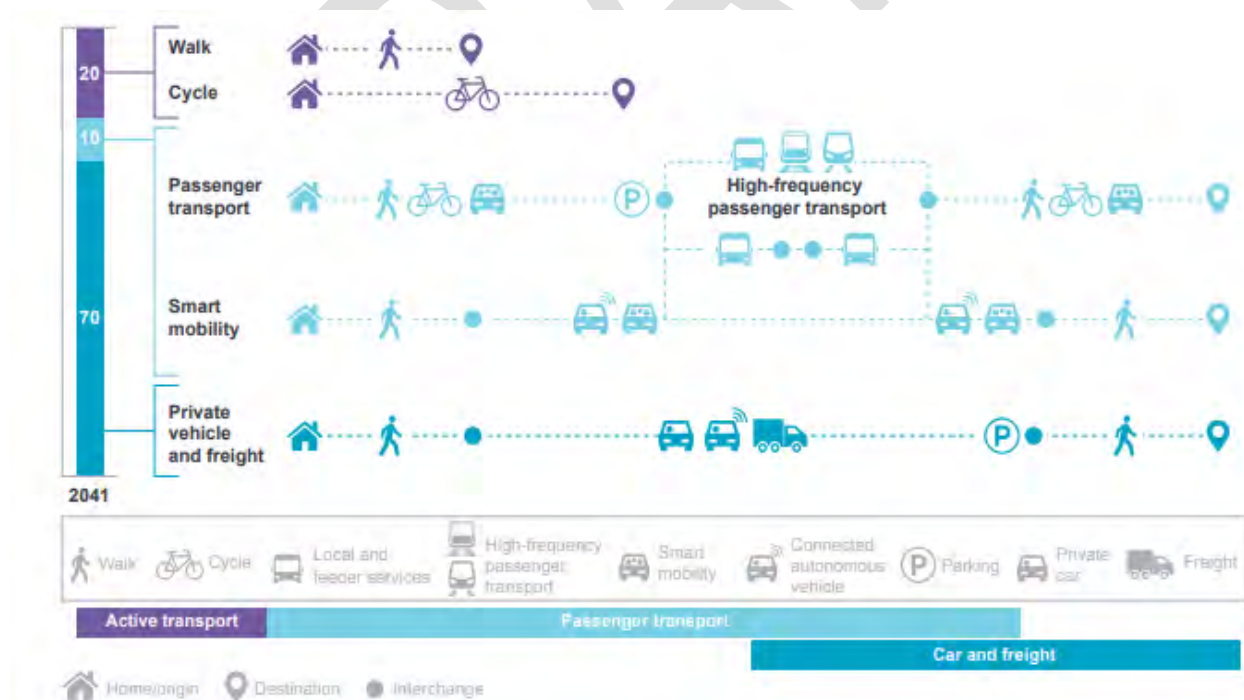 Walk
20
Cycle
10
Passenger
transport
P
High-frequency
passenger transport
70
Smart
mobility
Private
vehicle
and freight
P
2041
Walk
Cycle
Local and
feeder services
High-frequency
passenger
transport
Smart
mobility
Connected
autonomous
vehicle
P
Parking
Private
car
Freight
Active transport
Passenger transport
Car and freight
Home/origin
Destination
Interchange